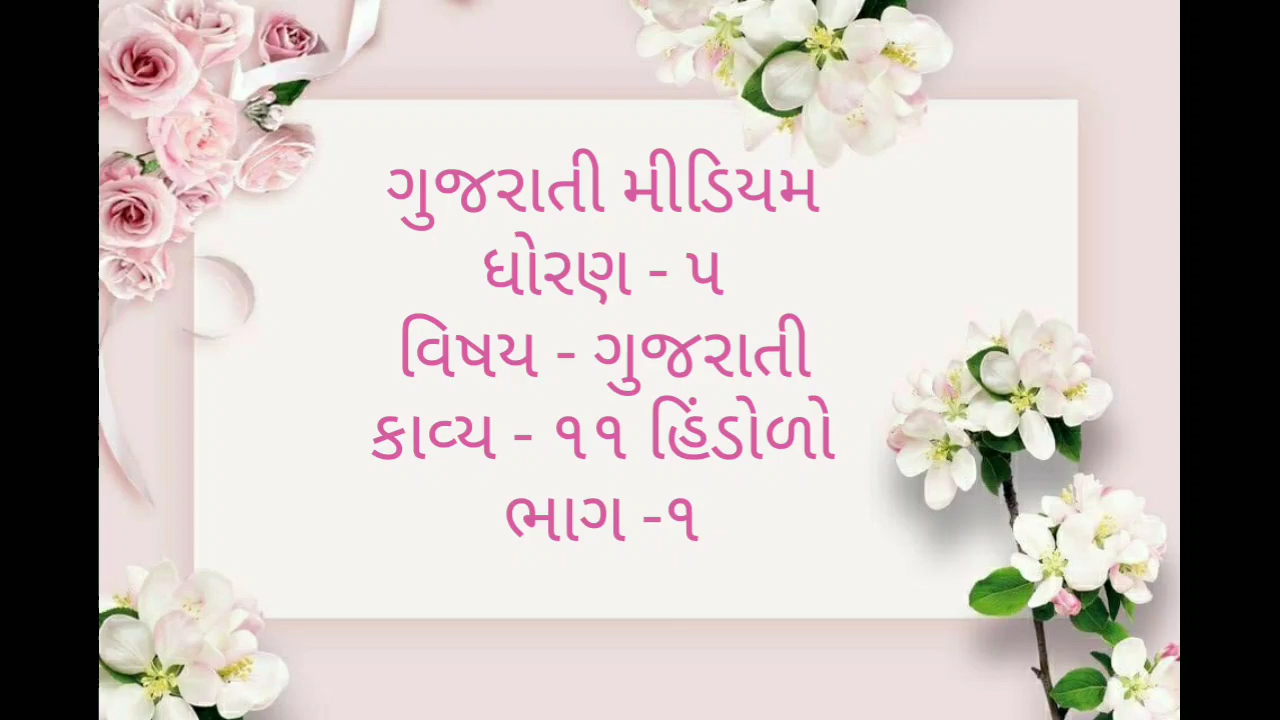 ગુજરાતી મીડિયમ
ધોરણ - ૫
વિષય - ગુજરાતી
કાવ્ય - ૧૧ હિંડોળો
ભાગ -૧